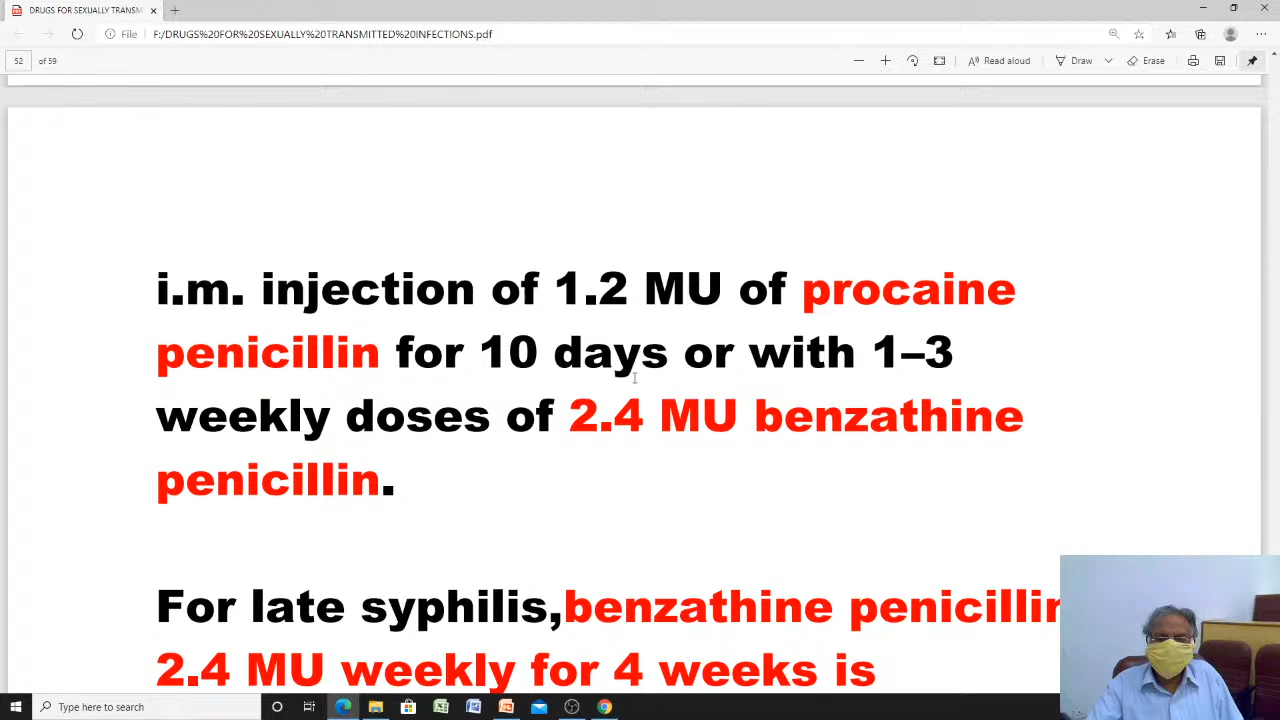 DRUGS FOR SEXUALLY TRANSM
File F:/DRUGS%20FOR%20SEXUALLY%20TRANSMITTED%20INFECTIONS.pdf
52 of 59 Read aloud Draw Erase
i.m. injection of 1.2 MU of procaine
penicillin for 10 days or with 1–3
weekly doses of 2.4 MU benzathine
penicillin.
For late syphilis,benzathine penicillin
2.4 MU weekly for 4 weeks is
Type here to search